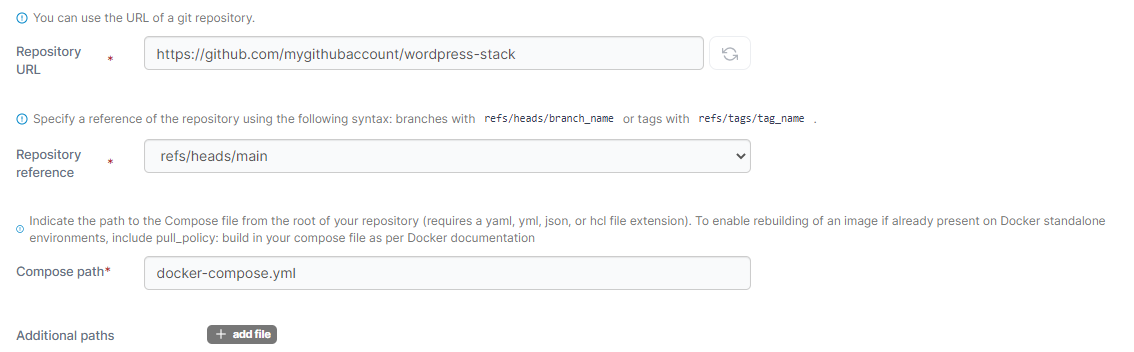 You can use the URL of a git repository.
Repository URL *
https://github.com/mygithubaccount/wordpress-stack
Specify a reference of the repository using the following syntax: branches with refs/heads/branch_name or tags with refs/tags/tag_name .
Repository reference *
refs/heads/main
Indicate the path to the Compose file from the root of your repository (requires a yaml, yml, json, or hcl file extension). To enable rebuilding of an image if already present on Docker standalone
environments, include pull_policy: build in your compose file as per Docker documentation
Compose path*
docker-compose.yml
Additional paths
+ add file